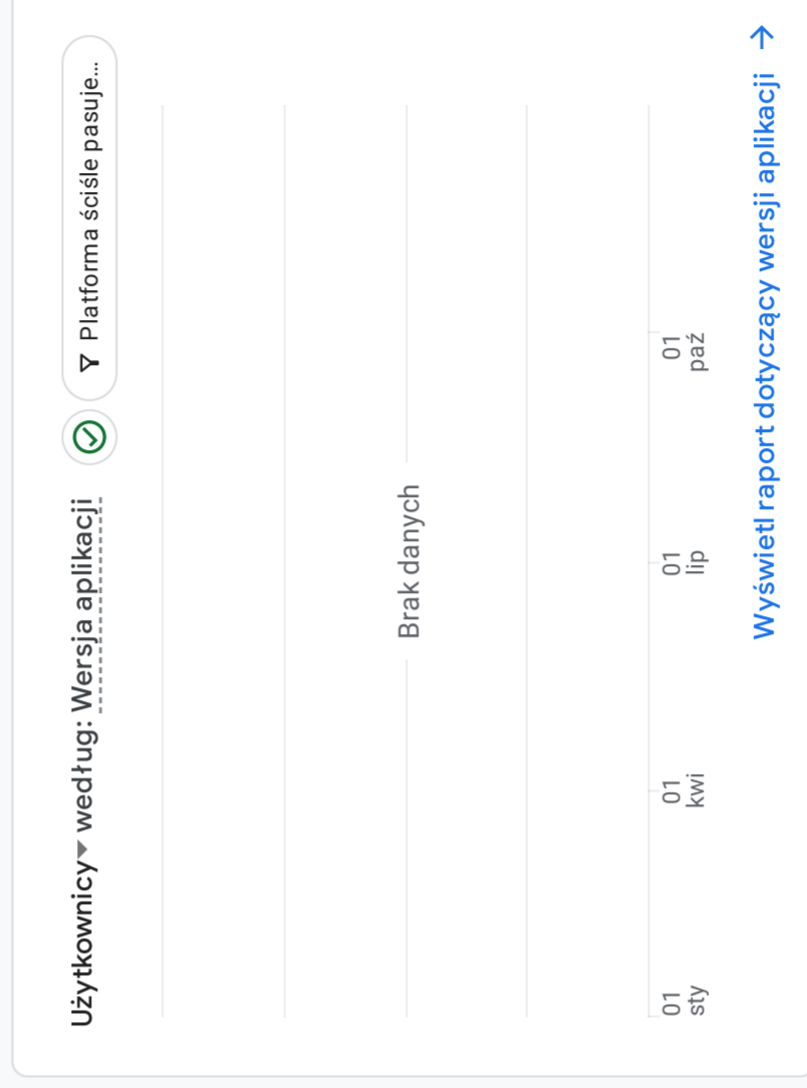 Użytkownicy według: Wersja aplikacji
Platforma ściśle pasuje...
Brak danych
01
sty
01
kwi
01
lip
01
paź
Wyświetl raport dotyczący wersji aplikacji →